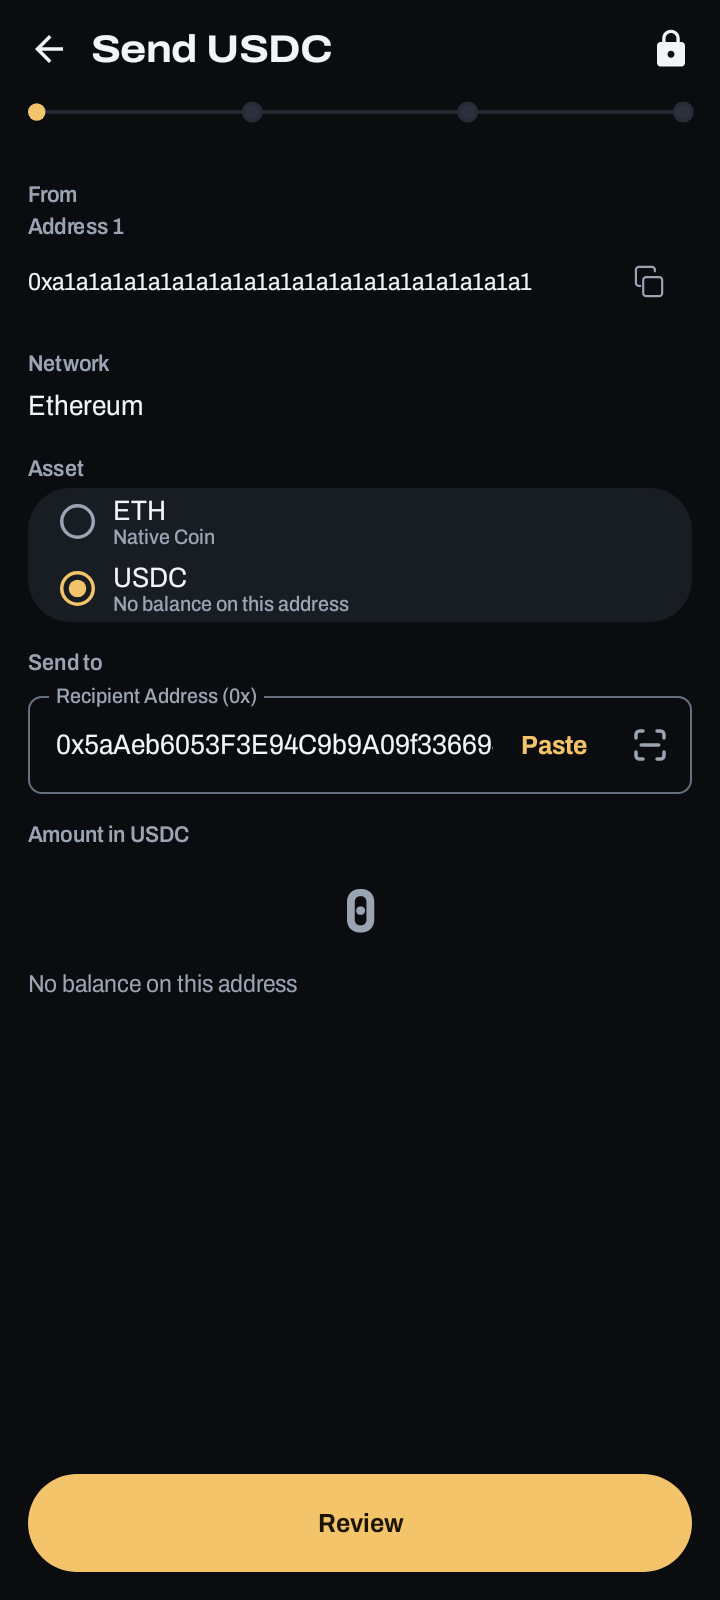 Send USDC
From
Address 1
0xa1a1a1a1a1a1a1a1a1a1a1a1a1a1a1a1a1a1a1a1
Network
Ethereum
Asset
ETH
Native Coin
USDC
No balance on this address
Send to
Recipient Address (0x)
0x5aAeb6053F3E94C9b9A09f33669 Paste
Amount in USDC
0
No balance on this address
Review